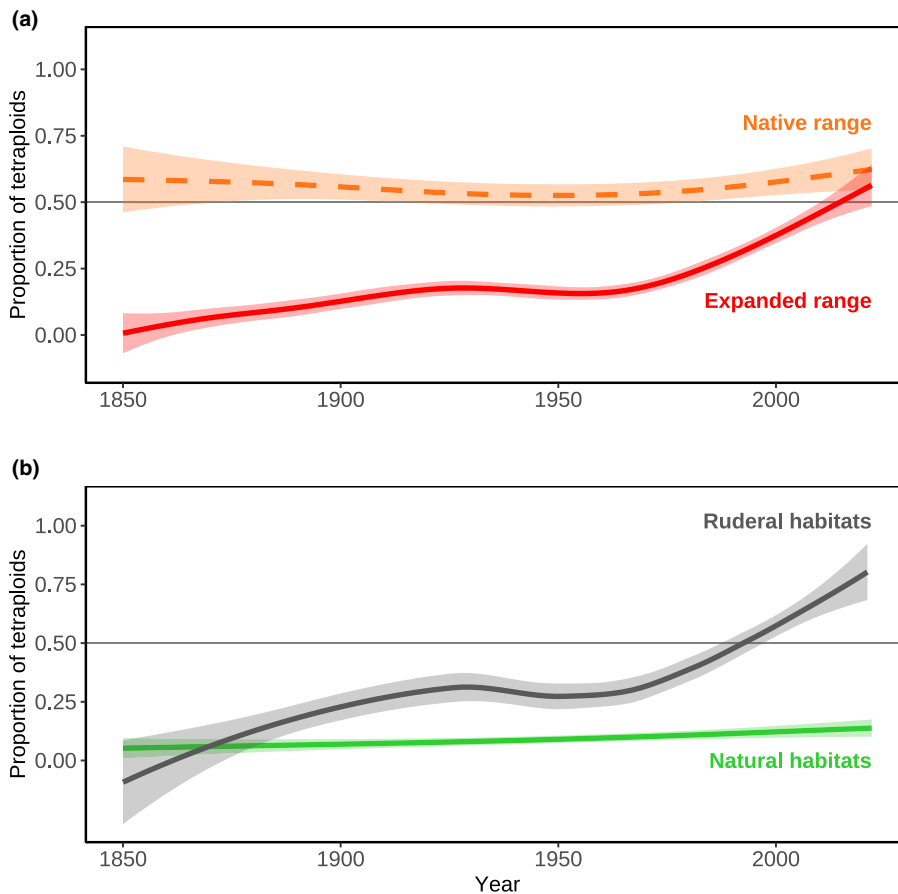 (a)
1.00
0.75
0.50
0.25
0.00
Proportion of tetraploids
Native range
Expanded range
1850
1900
1950
2000
(b)
1.00
0.75
0.50
0.25
0.00
Proportion of tetraploids
Ruderal habitats
Natural habitats
1850
1900
1950
2000
Year